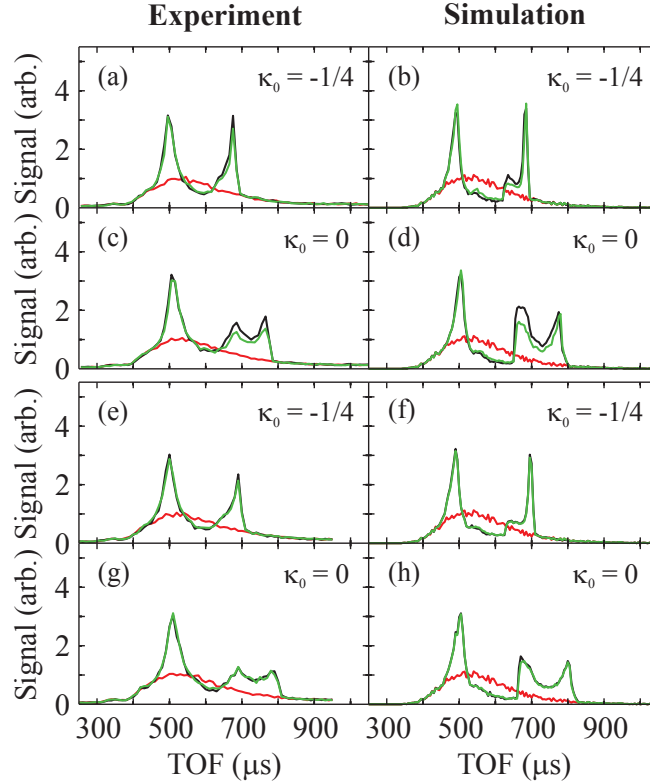 Experiment Simulation
(a) κ₀ = -1/4 (b) κ₀ = -1/4
Signal (arb.)
4
2
0
(c) κ₀ = 0 (d) κ₀ = 0
Signal (arb.)
4
2
0
(e) κ₀ = -1/4 (f) κ₀ = -1/4
Signal (arb.)
4
2
0
(g) κ₀ = 0 (h) κ₀ = 0
Signal (arb.)
4
2
0
300 500 700 900 300 500 700 900
TOF (μs) TOF (μs)